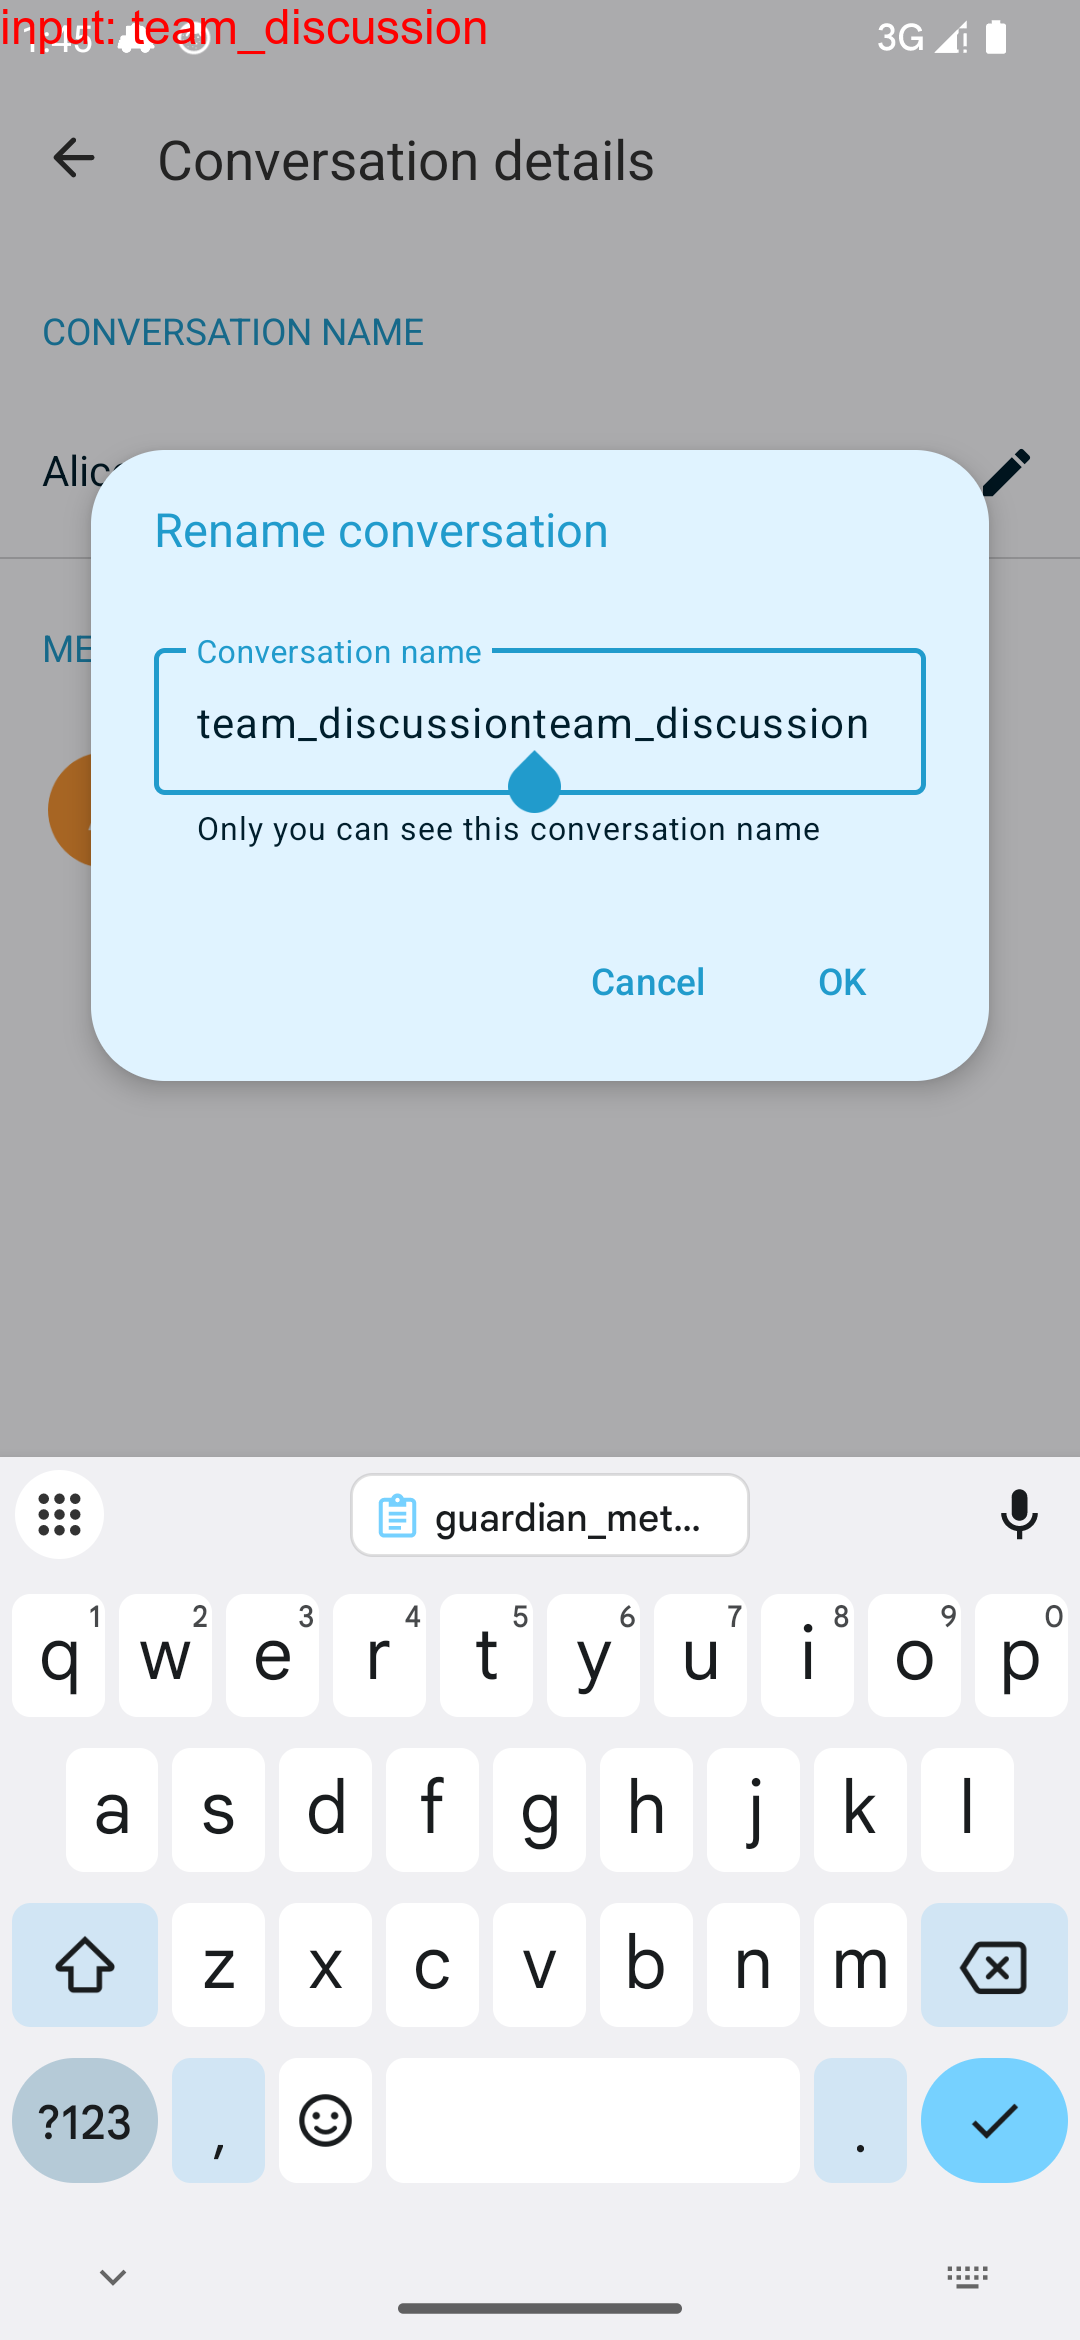 input: team_discussion
1:45
3G
Conversation details
CONVERSATION NAME
Alic
Rename conversation
ME
Conversation name
team_discussionteam_discussion
Only you can see this conversation name
Cancel OK
guardian_met...
q 1 w 2 e 3 r 4 t 5 y 6 u 7 i 8 o 9 p 0
a s d f g h j k l
z x c v b n m
?123 , .